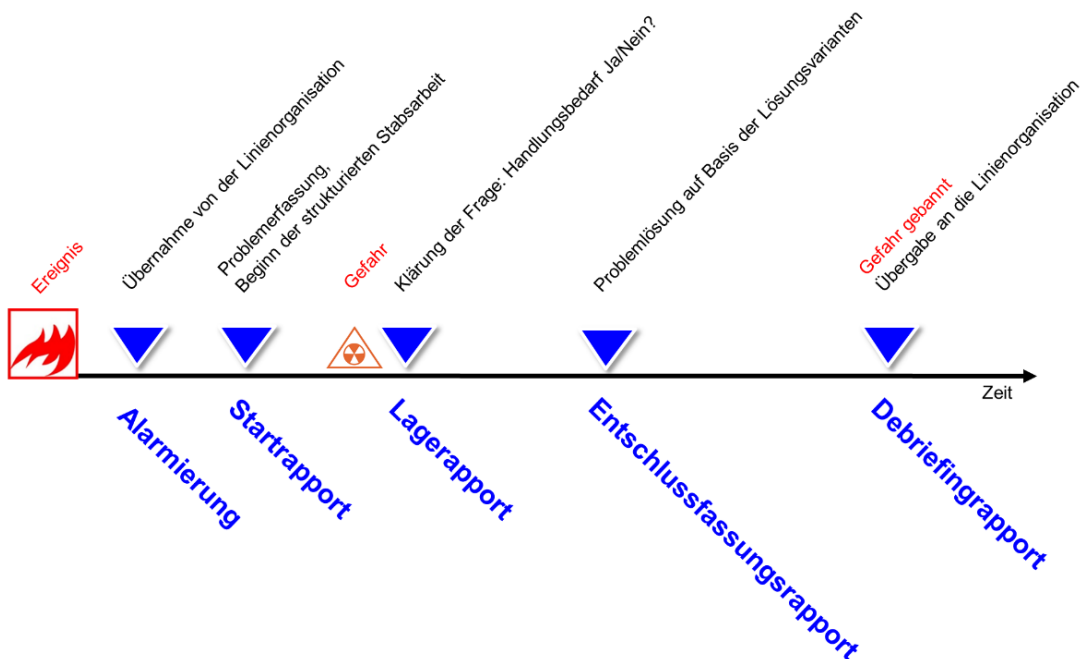 Ereignis
Übernahme von der Linienorganisation
Problemerfassung,
Beginn der strukturierten Stabsarbeit
Gefahr
Klärung der Frage: Handlungsbedarf Ja/Nein?
Problemlösung auf Basis der Lösungsvarianten
Gefahr gebannt
Übergabe an die Linienorganisation
Zeit
Alarmierung
Startrapport
Lagerapport
Entschlussfassungsrapport
Debriefingrapport